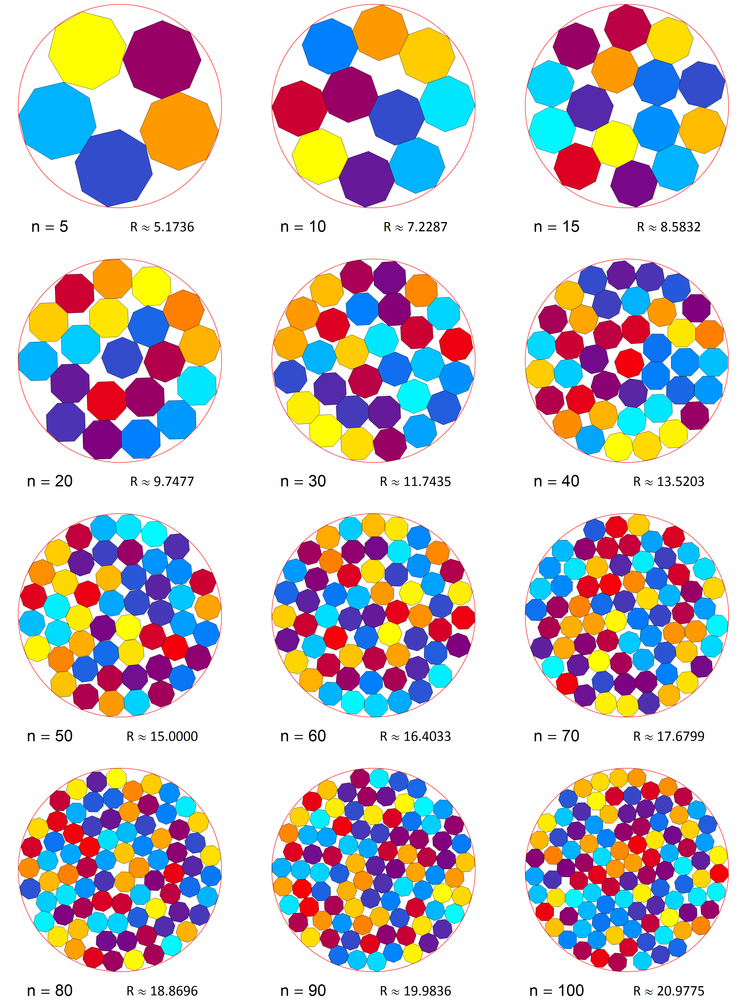 n = 5 R ≈ 5.1736
n = 10 R ≈ 7.2287
n = 15 R ≈ 8.5832
n = 20 R ≈ 9.7477
n = 30 R ≈ 11.7435
n = 40 R ≈ 13.5203
n = 50 R ≈ 15.0000
n = 60 R ≈ 16.4033
n = 70 R ≈ 17.6799
n = 80 R ≈ 18.8696
n = 90 R ≈ 19.9836
n = 100 R ≈ 20.9775